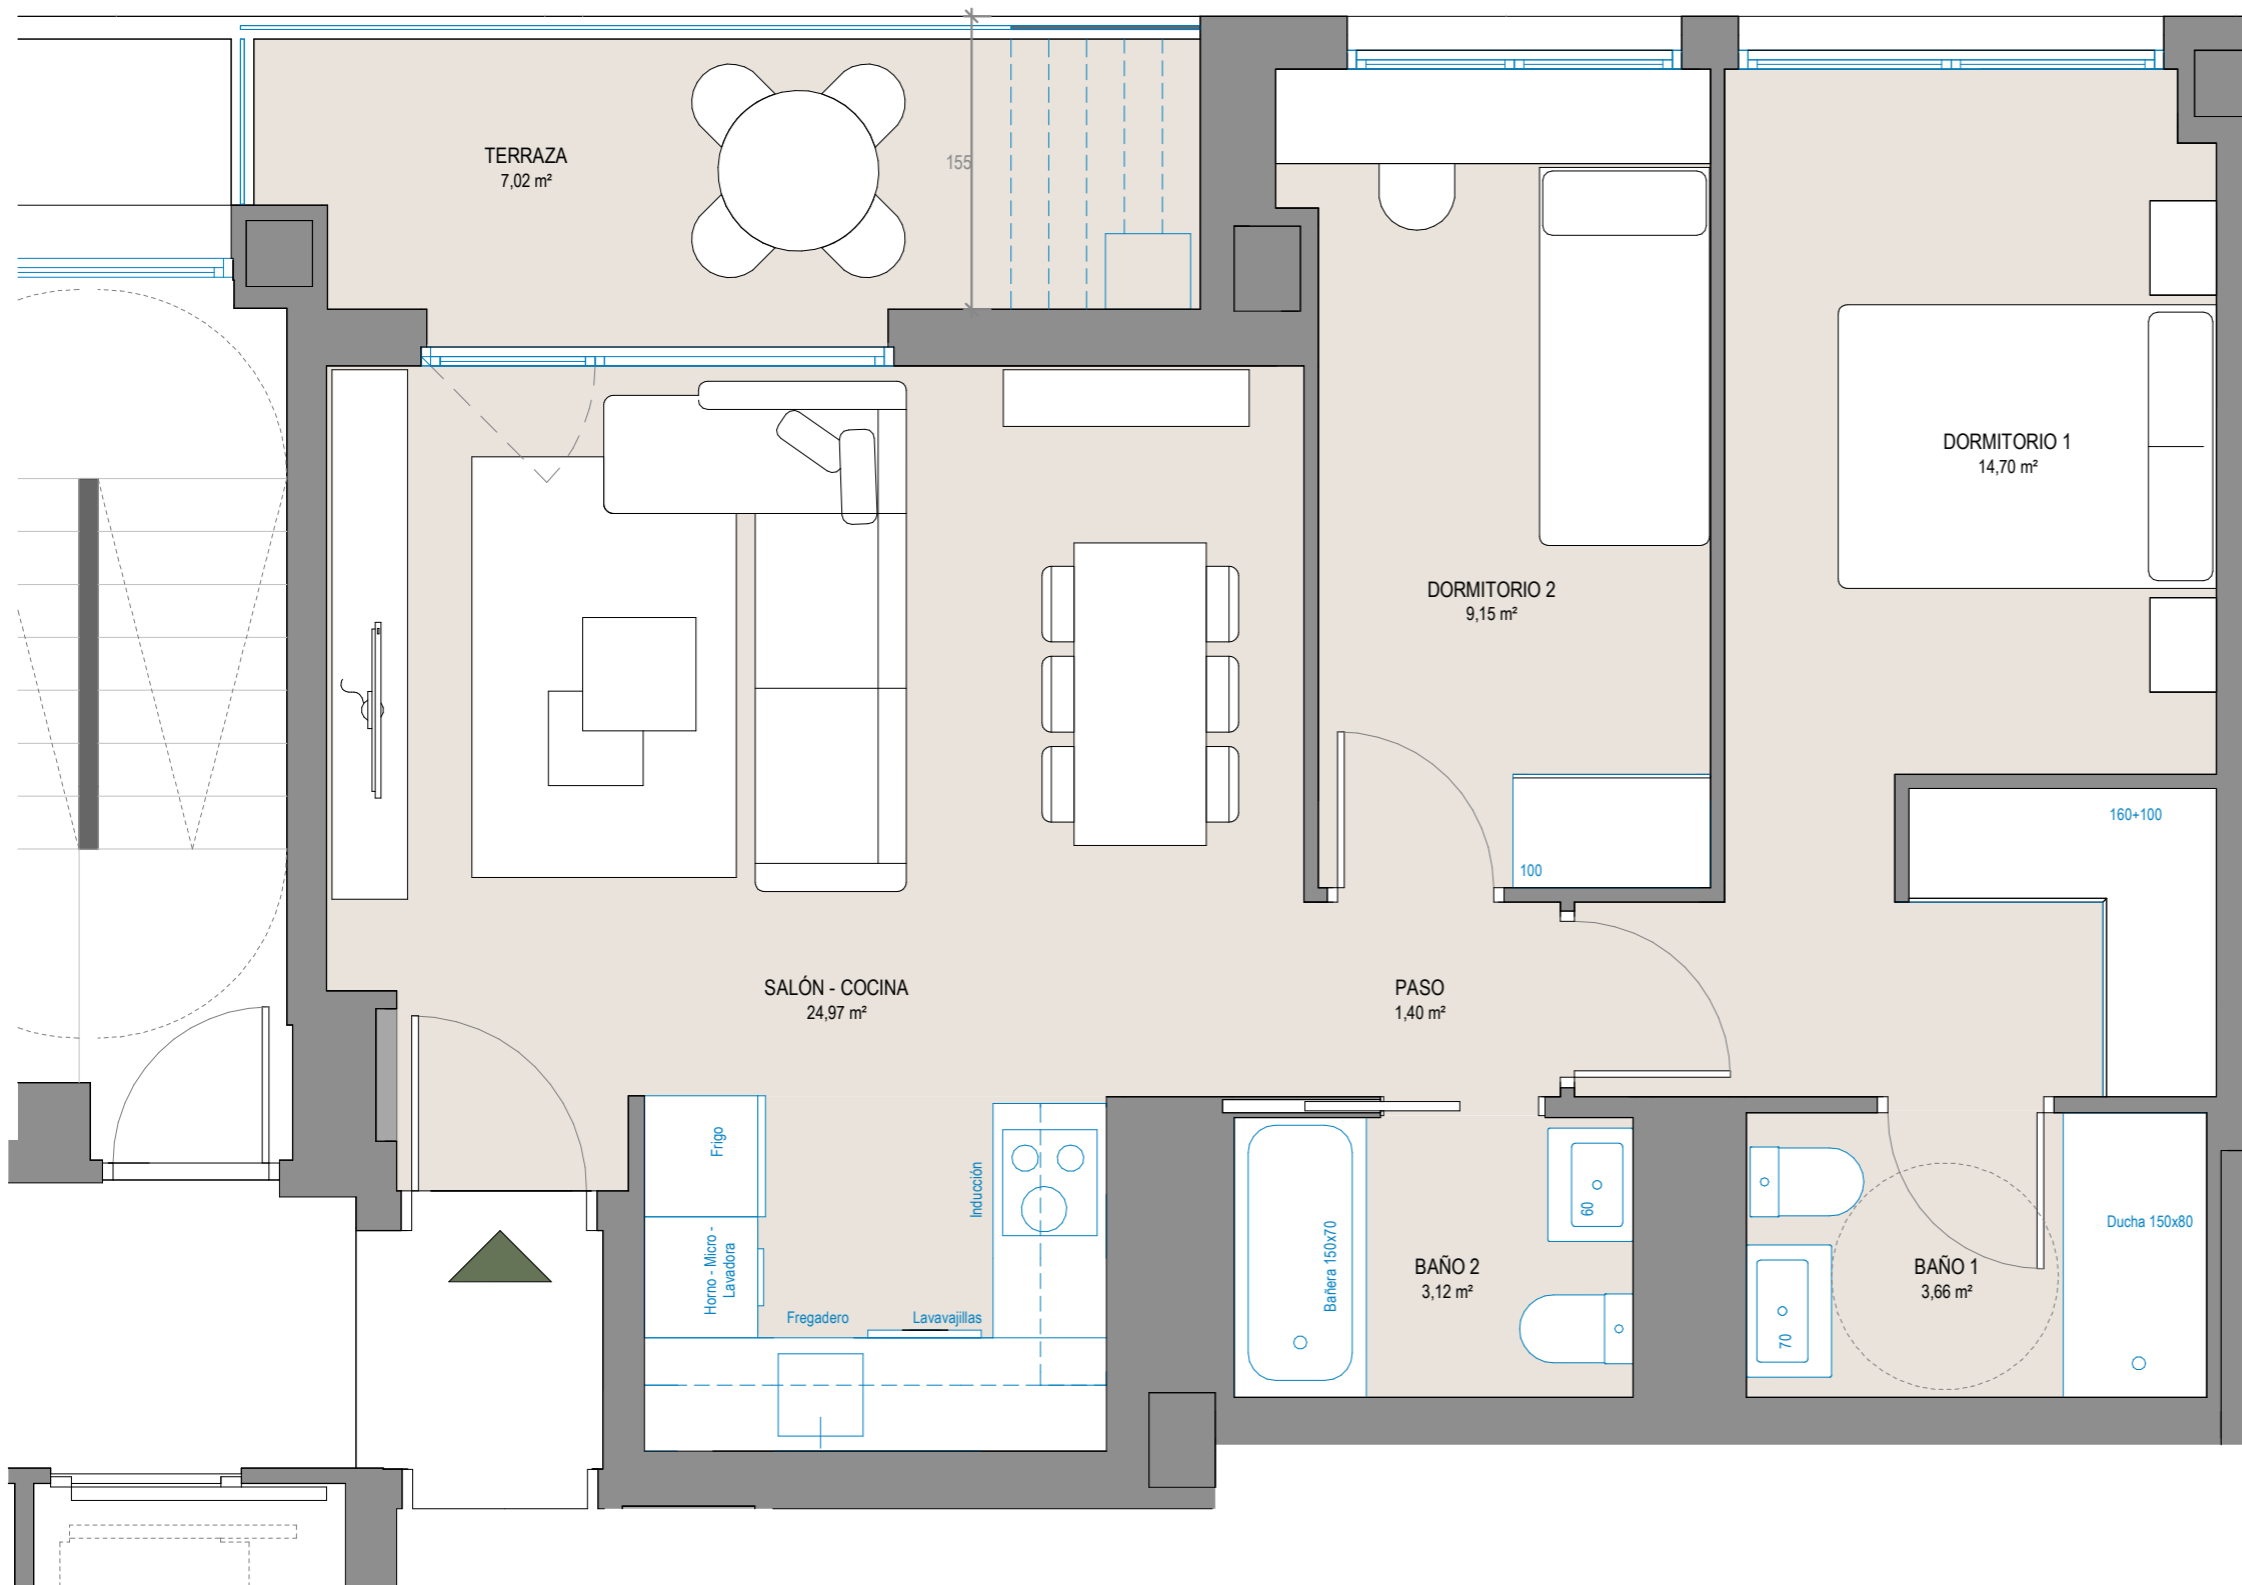 TERRAZA
7,02 m²
155
DORMITORIO 1
14,70 m²
DORMITORIO 2
9,15 m²
160+100
100
SALÓN - COCINA
24,97 m²
PASO
1,40 m²
Frigo
Horno - Micro -
Lavadora
Fregadero
Lavavajillas
Inducción
Bañera 150x70
60
BAÑO 2
3,12 m²
BAÑO 1
3,66 m²
70
Ducha 150x80